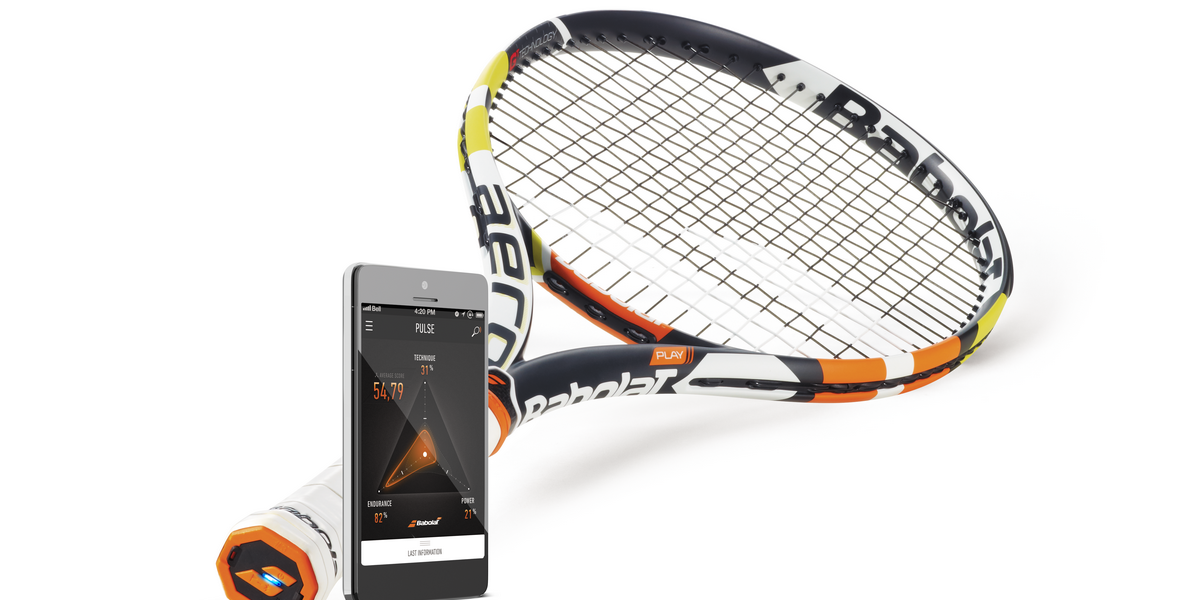 TECHNOLOGY
Babolat
aero
PLAY
Babolat
Bell
4:20 PM
PULSE
TECHNIQUE
31%
AVERAGE SCORE
54,79
ENDURANCE
82%
POWER
21%
Babolat
LAST INFORMATION
Babolat